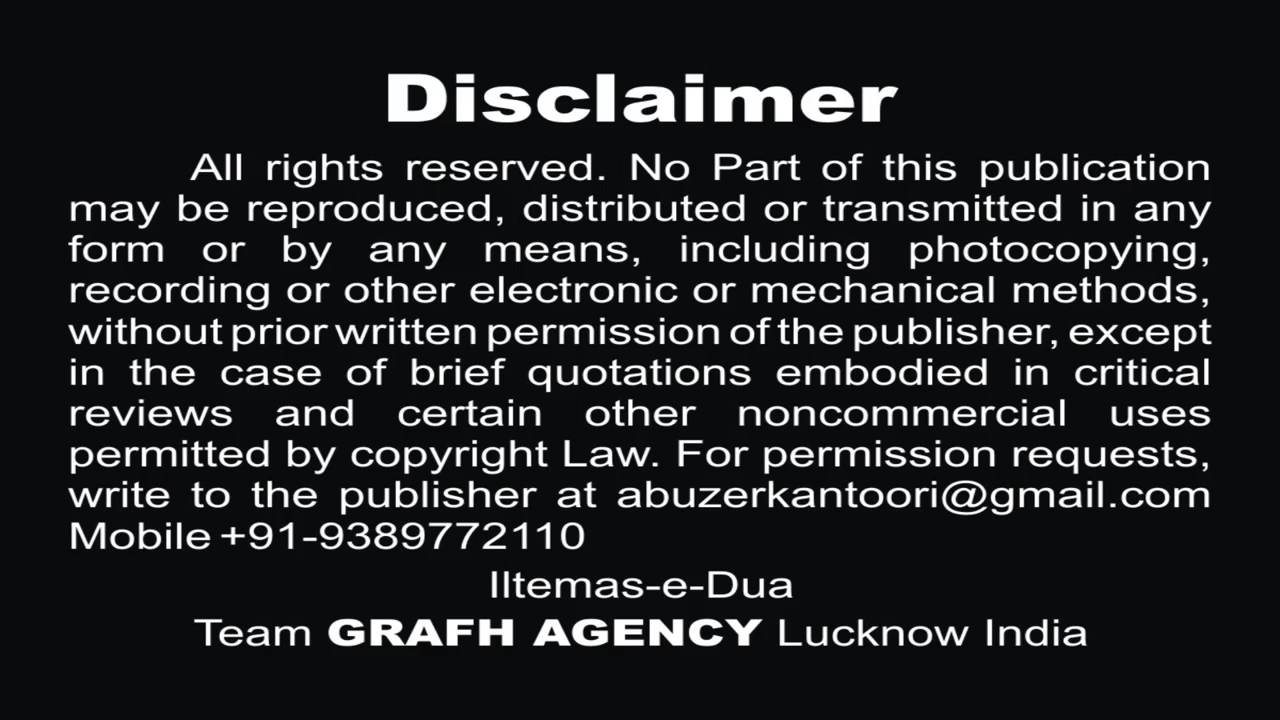 Disclaimer
All rights reserved. No Part of this publication
may be reproduced, distributed or transmitted in any
form or by any means, including photocopying,
recording or other electronic or mechanical methods,
without prior written permission of the publisher, except
in the case of brief quotations embodied in critical
reviews and certain other noncommercial uses
permitted by copyright Law. For permission requests,
write to the publisher at abuzerkantoori@gmail.com
Mobile +91-9389772110
IItemas-e-Dua
Team GRAFH AGENCY Lucknow India